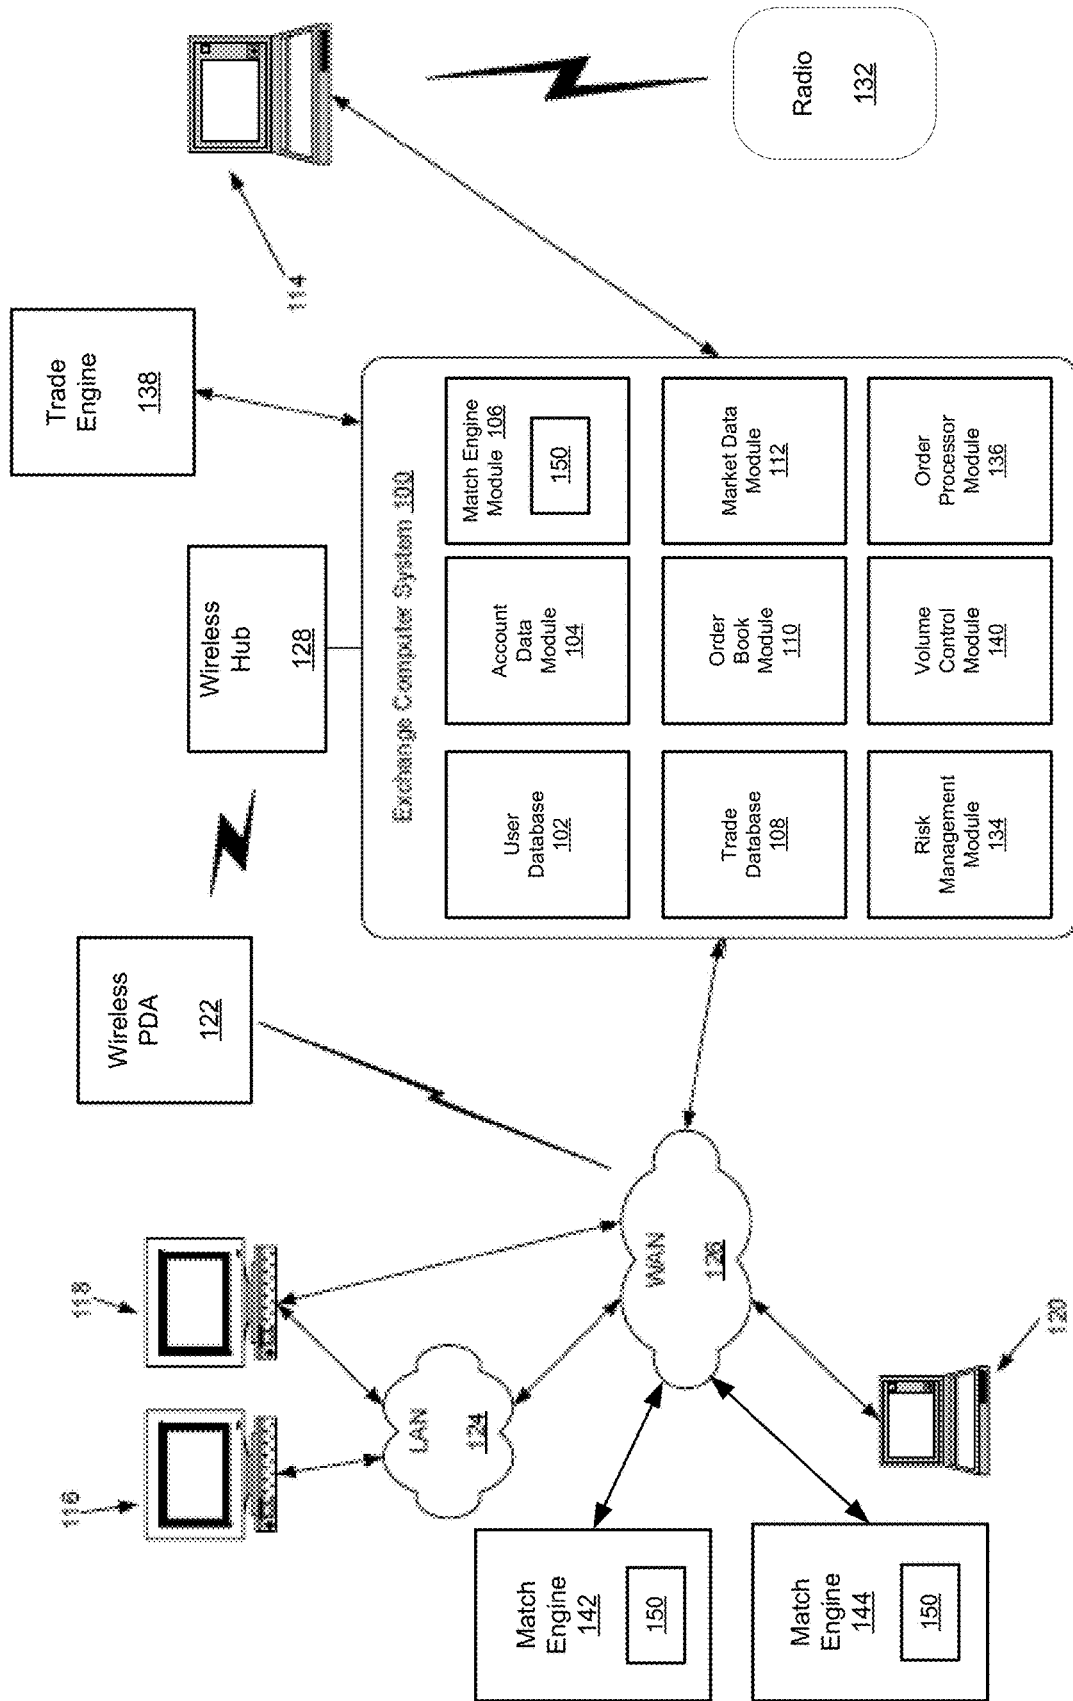 Trade
Engine
138
114
Radio
132
Wireless
Hub
128
Wireless
PDA
122
Exchange Computer System 100
User
Database
102
Account
Data
Module
104
Match Engine
Module 106
150
Trade
Database
108
Order
Book
Module
110
Market Data
Module
112
Risk
Management
Module
134
Volume
Control
Module
140
Order
Processor
Module
136
116
118
LAN
124
WAN
126
120
Match
Engine
142
150
Match
Engine
144
150